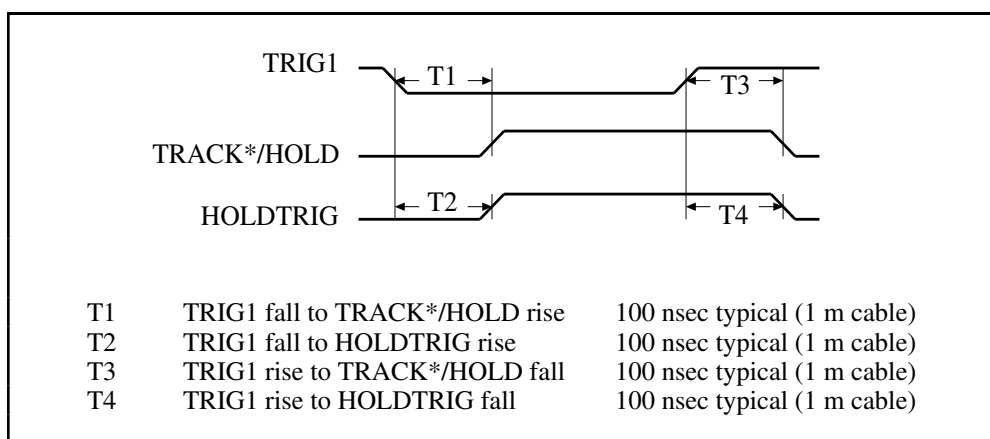 TRIG1
T1
T3
TRACK*/HOLD
HOLDTRIG
T2
T4
T1 TRIG1 fall to TRACK*/HOLD rise 100 nsec typical (1 m cable)
T2 TRIG1 fall to HOLDTRIG rise 100 nsec typical (1 m cable)
T3 TRIG1 rise to TRACK*/HOLD fall 100 nsec typical (1 m cable)
T4 TRIG1 rise to HOLDTRIG fall 100 nsec typical (1 m cable)